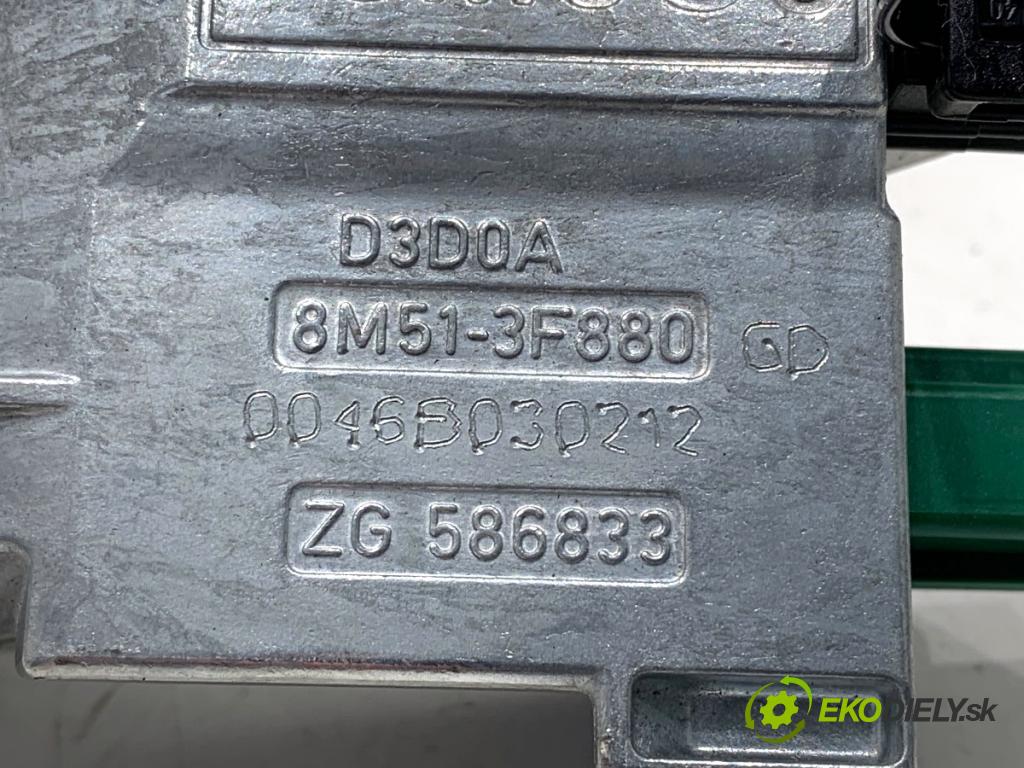 D3D0A
8M51-3F880 GD
0046B030212
ZG 586833
EKODIELY.sk